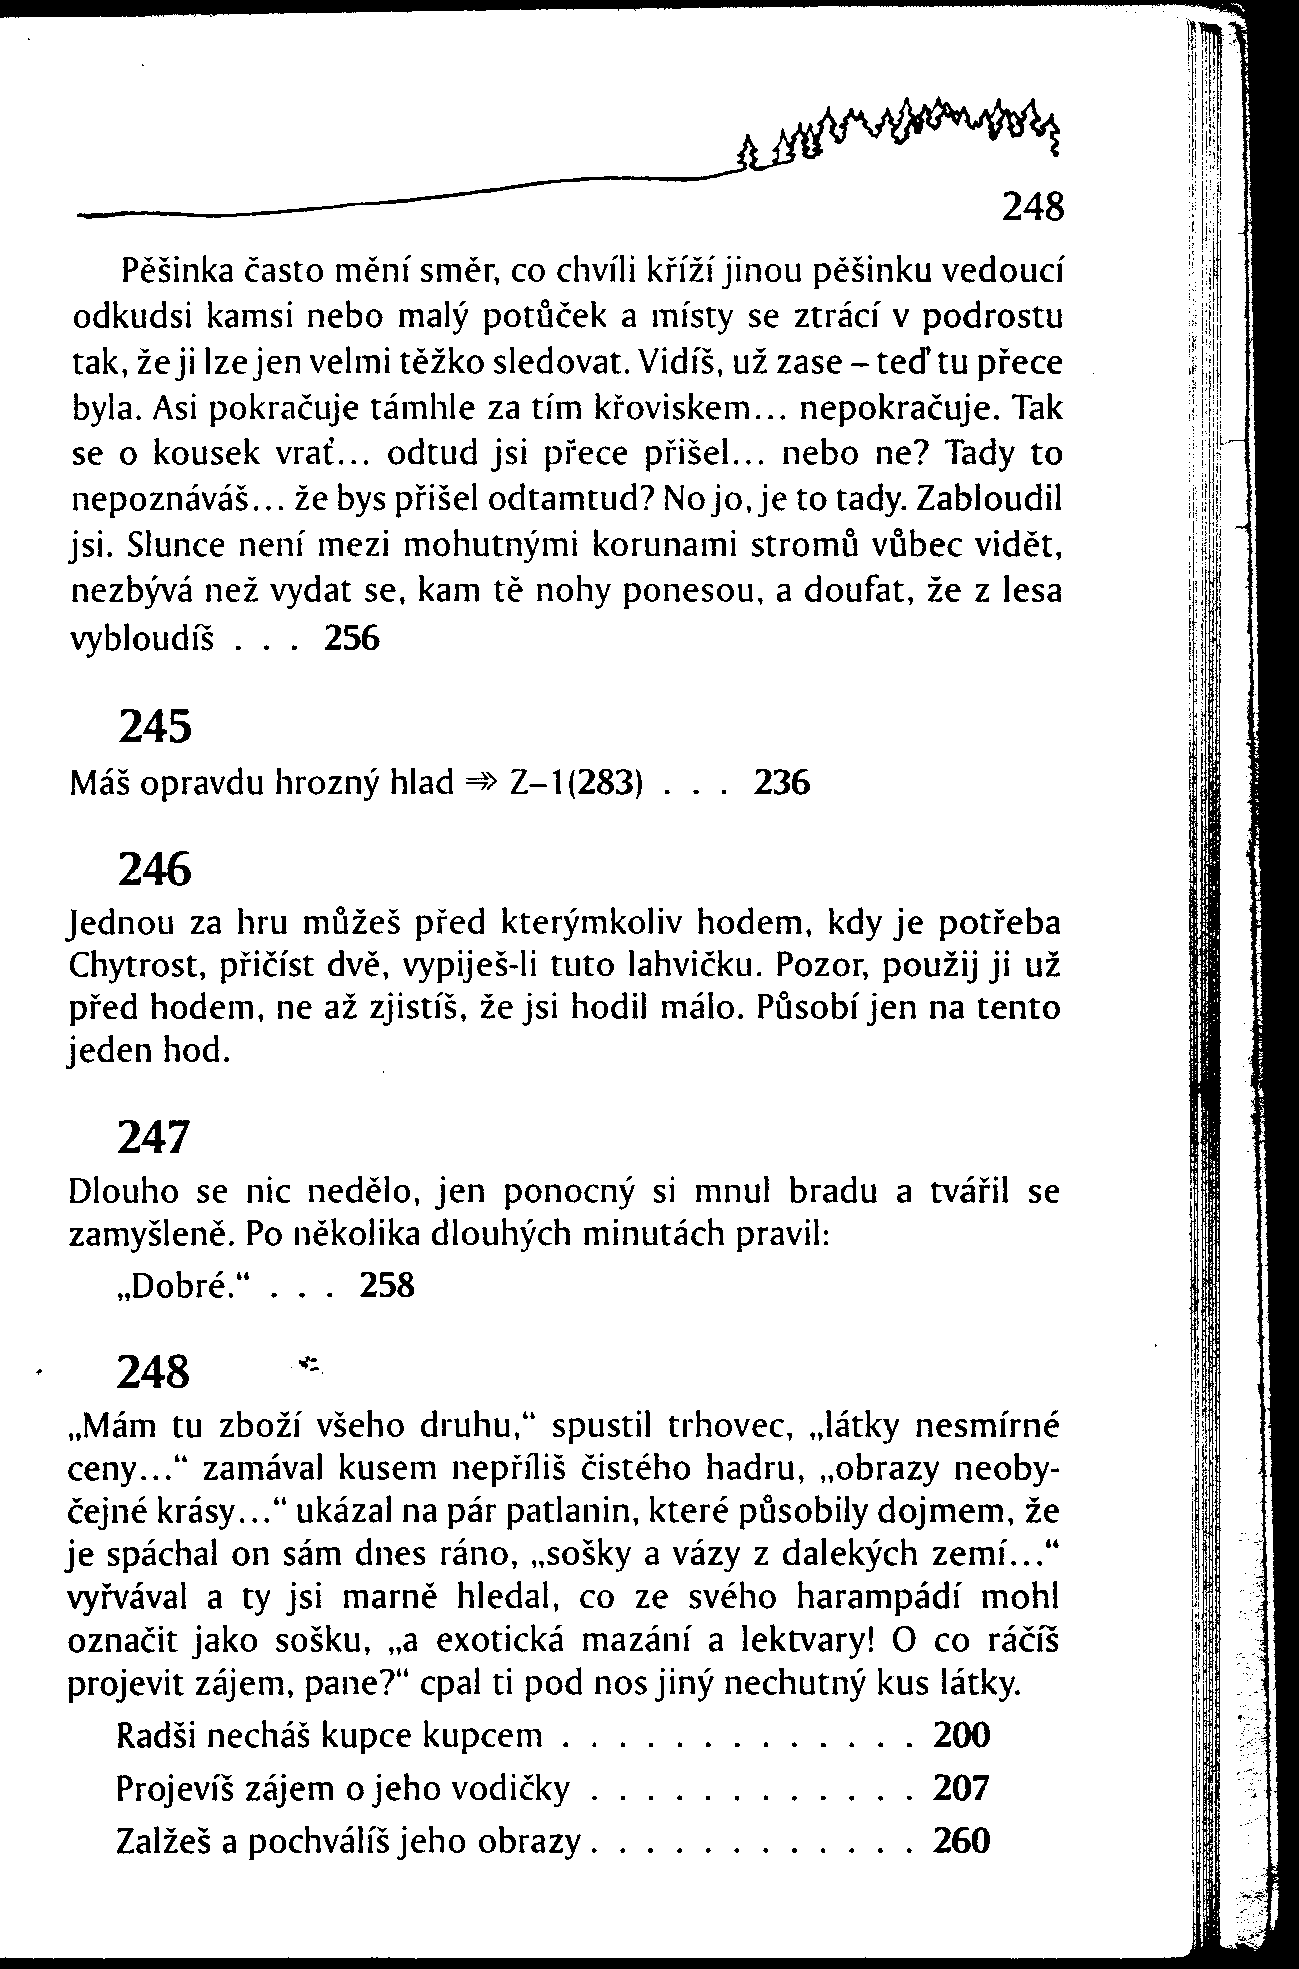 248
Pěšinka často mění směr, co chvíli kříží jinou pěšinku vedoucí
odkudsi kamsi nebo malý potůček a místy se ztrácí v podrostu
tak, že ji lze jen velmi těžko sledovat. Vidíš, už zase – teď tu přece
byla. Asi pokračuje támhle za tím křoviskem... nepokračuje. Tak
se o kousek vrať... odtud jsi přece přišel... nebo ne? Tady to
nepoznáváš... že bys přišel odtamtud? No jo, je to tady. Zabloudil
jsi. Slunce není mezi mohutnými korunami stromů vůbec vidět,
nezbývá než vydat se, kam tě nohy ponesou, a doufat, že z lesa
vybloudíš . . . 256
245
Máš opravdu hrozný hlad ⇒» Z–1(283) . . . 236
246
Jednou za hru můžeš před kterýmkoliv hodem, kdy je potřeba
Chytrost, přičíst dvě, vypiješ-li tuto lahvičku. Pozor, použij ji už
před hodem, ne až zjistíš, že jsi hodil málo. Působí jen na tento
jeden hod.
247
Dlouho se nic nedělo, jen ponocný si mnul bradu a tvářil se
zamyšleně. Po několika dlouhých minutách pravil:
„Dobré.“ . . . 258
248
„Mám tu zboží všeho druhu,“ spustil trhovec, „látky nesmírné
ceny...“ zamával kusem nepříliš čistého hadru, „obrazy neoby-
čejné krásy...“ ukázal na pár patlanin, které působily dojmem, že
je spáchal on sám dnes ráno, „sošky a vázy z dalekých zemí...“
vyřvával a ty jsi marně hledal, co ze svého harampádí mohl
označit jako sošku, „a exotická mazání a lektvary! O co ráčíš
projevit zájem, pane?“ cpal ti pod nos jiný nechutný kus látky.
Radši necháš kupce kupcem . . . . . . . . . . . . . 200
Projevíš zájem o jeho vodičky . . . . . . . . . . . . 207
Zalžeš a pochválíš jeho obrazy . . . . . . . . . . . . 260